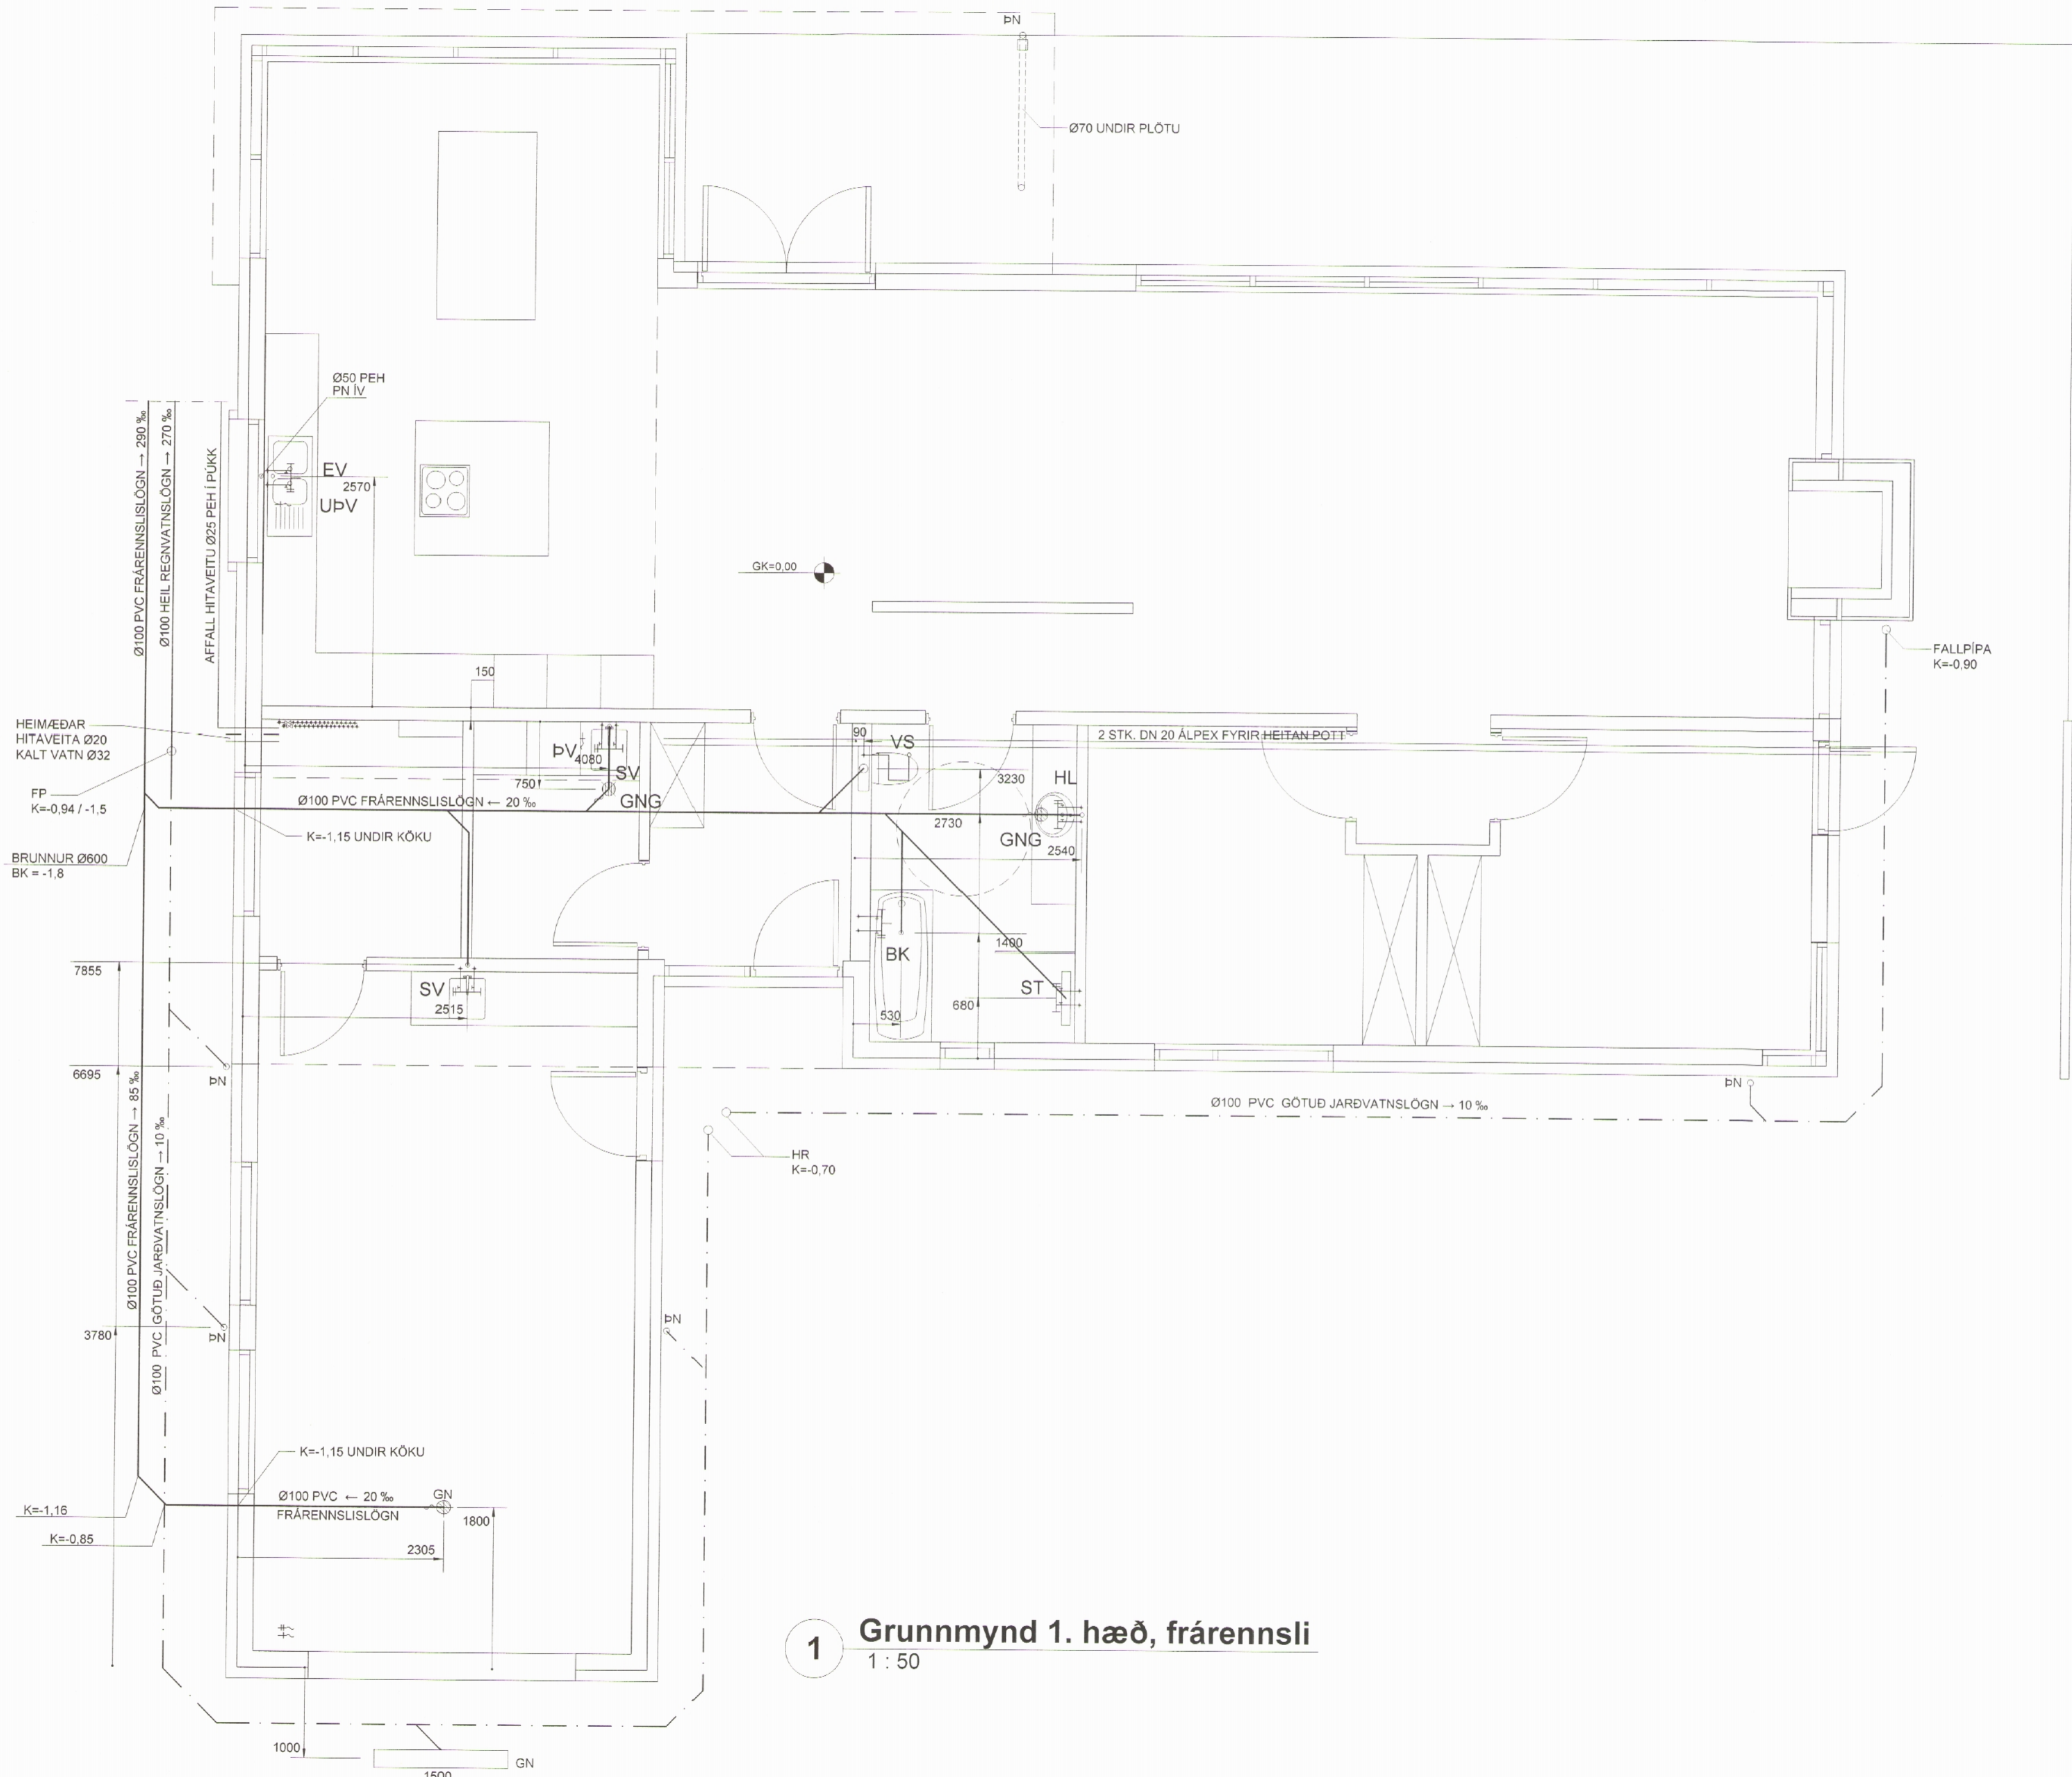 ÞN
Ø70 UNDIR PLÖTU
Ø50 PEH
PN ÍV
Ø100 PVC FRÁRENNSLISLÖGN → 290 ‰
Ø100 HEIL REGNVATNSLÖGN → 270 ‰
AFFALL HITAVEITU Ø25 PEH Í PÚKK
EV
2570
UÞV
GK=0,00
FALLPÍPA
K=-0,90
150
HEIMÆÐAR
HITAVEITA Ø20
KALT VATN Ø32
90
VS
2 STK. DN 20 ÁLPEX FYRIR HEITAN POTT
ÞV
4080
SV
750
GNG
3230
HL
FP
K=-0,94 / -1,5
Ø100 PVC FRÁRENNSLISLÖGN ← 20 ‰
2730
GNG
2540
K=-1,15 UNDIR KÖKU
BRUNNUR Ø600
BK = -1,8
1400
BK
7855
SV
2515
ST
680
530
6695
ÞN
ÞN
Ø100 PVC GÖTUÐ JARÐVATNSLÖGN → 10 ‰
Ø100 PVC FRÁRENNSLISLÖGN → 85 ‰
Ø100 PVC GÖTUÐ JARÐVATNSLÖGN → 10 ‰
HR
K=-0,70
3780
ÞN
ÞN
K=-1,15 UNDIR KÖKU
Ø100 PVC ← 20 ‰
GN
FRÁRENNSLISLÖGN
1800
K=-1,16
K=-0,85
2305
1
Grunnmynd 1. hæð, frárennsli
1 : 50
1000
GN
1500